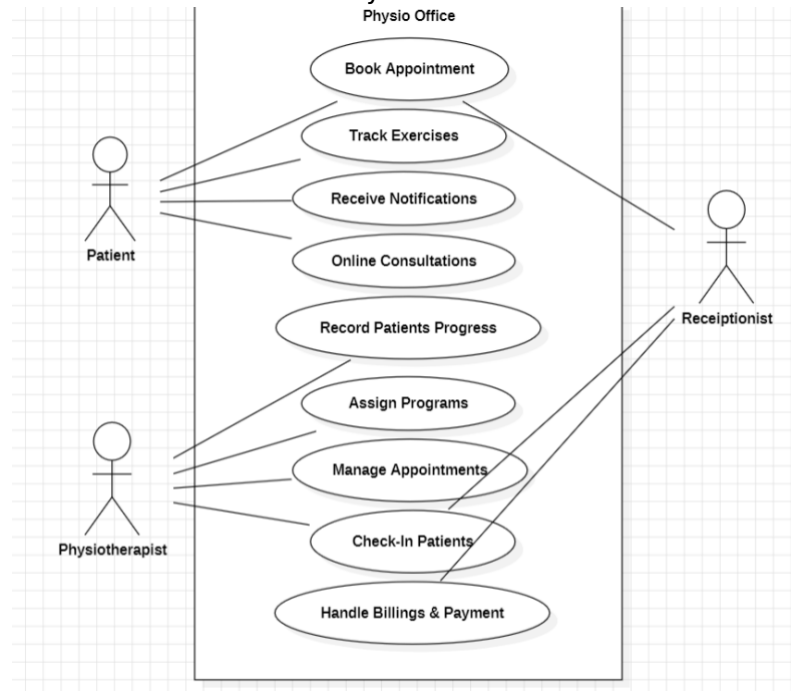 Physio Office
Book Appointment
Track Exercises
Receive Notifications
Patient
Online Consultations
Record Patients Progress
Receiptionist
Assign Programs
Manage Appointments
Physiotherapist
Check-In Patients
Handle Billings & Payment